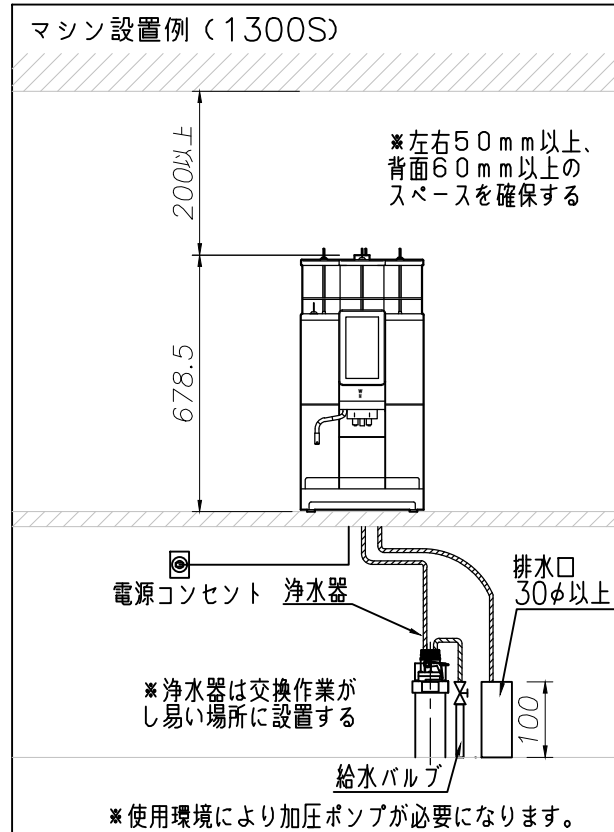 マシン設置例（1300S）
200以上
※左右50mm以上、
背面60mm以上の
スペースを確保する
678.5
電源コンセント
浄水器
排水口
30φ以上
※浄水器は交換作業が
し易い場所に設置する
100
給水バルブ
※使用環境により加圧ポンプが必要になります。